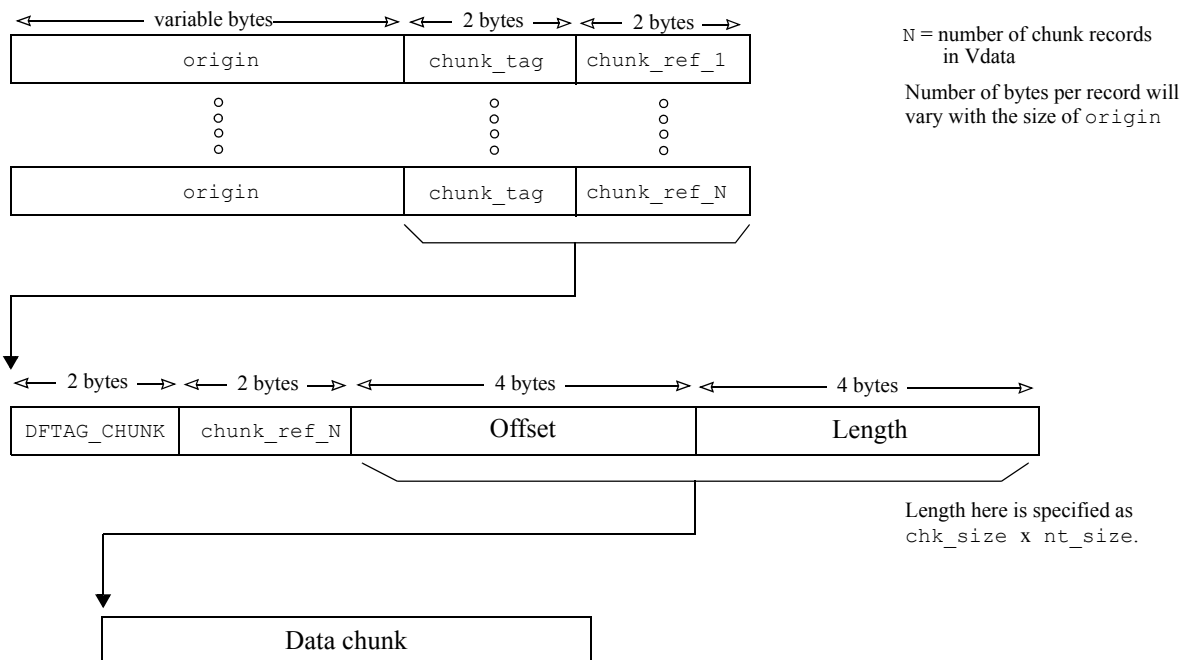 variable bytes
2 bytes
2 bytes
origin
chunk_tag
chunk_ref_1
N = number of chunk records
in Vdata
Number of bytes per record will
vary with the size of origin
origin
chunk_tag
chunk_ref_N
2 bytes
2 bytes
4 bytes
4 bytes
DFTAG_CHUNK
chunk_ref_N
Offset
Length
Length here is specified as
chk_size x nt_size.
Data chunk